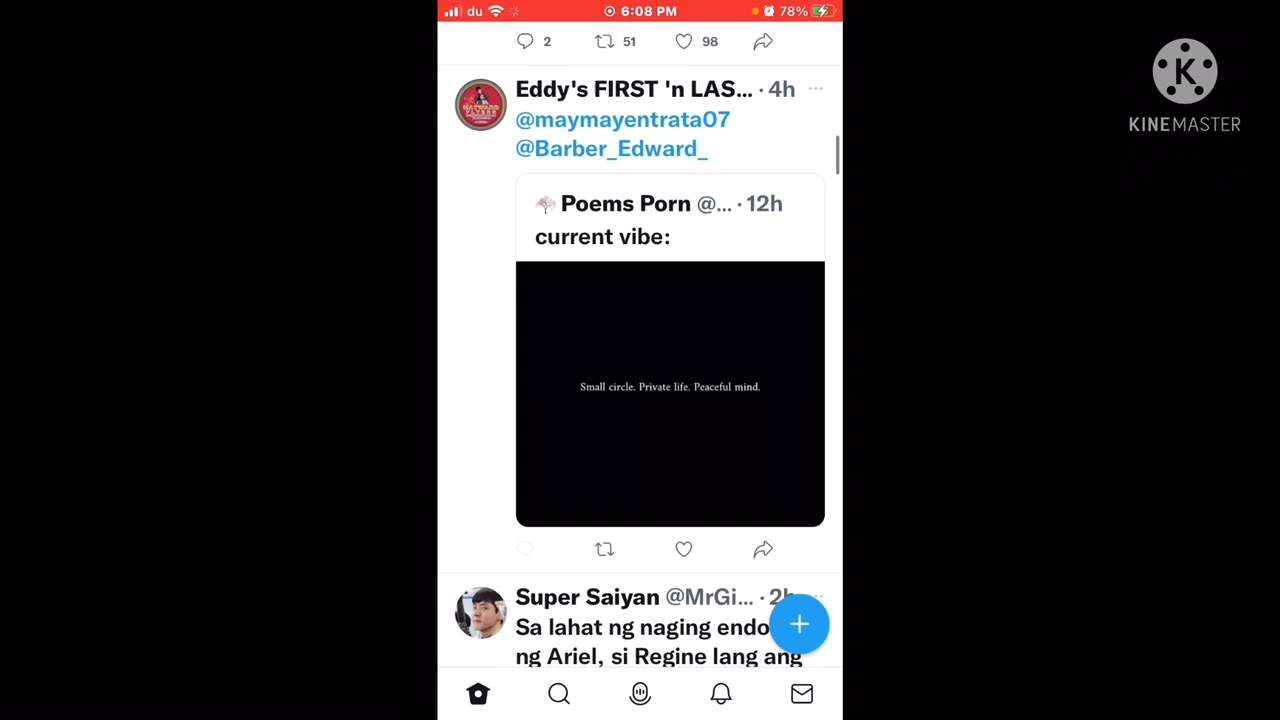 du 6:08 PM 78%
2 51 98
Eddy's FIRST 'n LAS... · 4h ...
@maymayentrata07
@Barber_Edward_
Poems Porn @... · 12h
current vibe:
Small circle. Private life. Peaceful mind.
Super Saiyan @MrGi... · 2h
Sa lahat ng naging endo
ng Ariel, si Regine lang ang
K
KINEMASTER